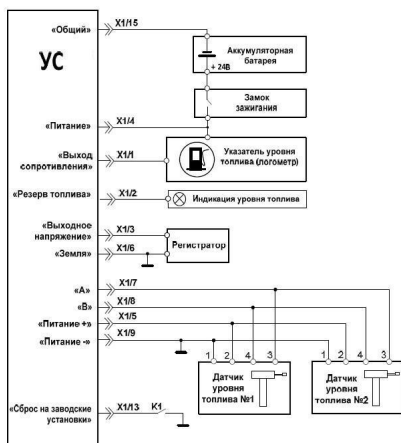 УС
«Общий» X1/15
Аккумуляторная
батарея
+ 24В
Замок
зажигания
«Питание» X1/4
«Выход
сопротивления» X1/1
Указатель уровня
топлива (логометр)
«Резерв топлива» X1/2
Индикация уровня топлива
«Выходное
напряжение» X1/3
«Земля» X1/6
Регистратор
«А» X1/7
«В» X1/8
«Питание +» X1/5
«Питание -» X1/9
1 2 4 3
Датчик
уровня
топлива №1
1 2 4 3
Датчик
уровня
топлива №2
«Сброс на заводские
установки» X1/13 K1